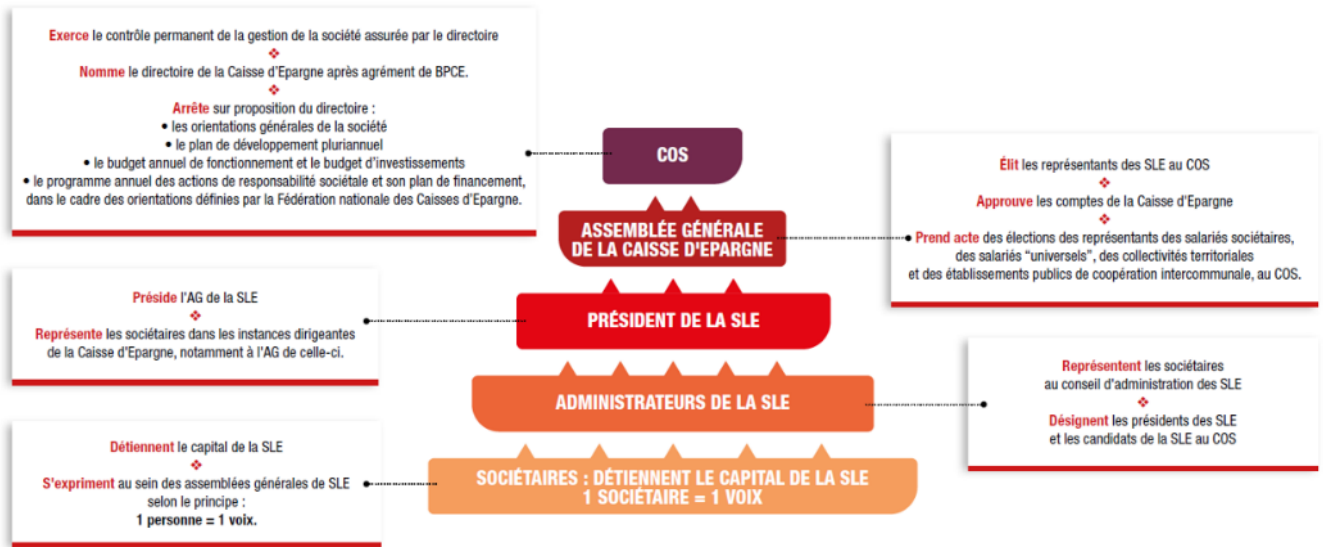 Exerce le contrôle permanent de la gestion de la société assurée par le directoire
Nomme le directoire de la Caisse d'Epargne après agrément de BPCE.
Arrête sur proposition du directoire :
• les orientations générales de la société
• le plan de développement pluriannuel
• le budget annuel de fonctionnement et le budget d'investissements
• le programme annuel des actions de responsabilité sociétale et son plan de financement,
dans le cadre des orientations définies par la Fédération nationale des Caisses d'Epargne.
COS
Élit les représentants des SLE au COS
Approuve les comptes de la Caisse d'Epargne
Prend acte des élections des représentants des salariés sociétaires,
des salariés "universels", des collectivités territoriales
et des établissements publics de coopération intercommunale, au COS.
ASSEMBLÉE GÉNÉRALE
DE LA CAISSE D'EPARGNE
Préside l'AG de la SLE
Représente les sociétaires dans les instances dirigeantes
de la Caisse d'Epargne, notamment à l'AG de celle-ci.
PRÉSIDENT DE LA SLE
Représentent les sociétaires
au conseil d'administration des SLE
Désignent les présidents des SLE
et les candidats de la SLE au COS
ADMINISTRATEURS DE LA SLE
Détiennent le capital de la SLE
S'expriment au sein des assemblées générales de SLE
selon le principe :
1 personne = 1 voix.
SOCIÉTAIRES : DÉTIENNENT LE CAPITAL DE LA SLE
1 SOCIÉTAIRE = 1 VOIX